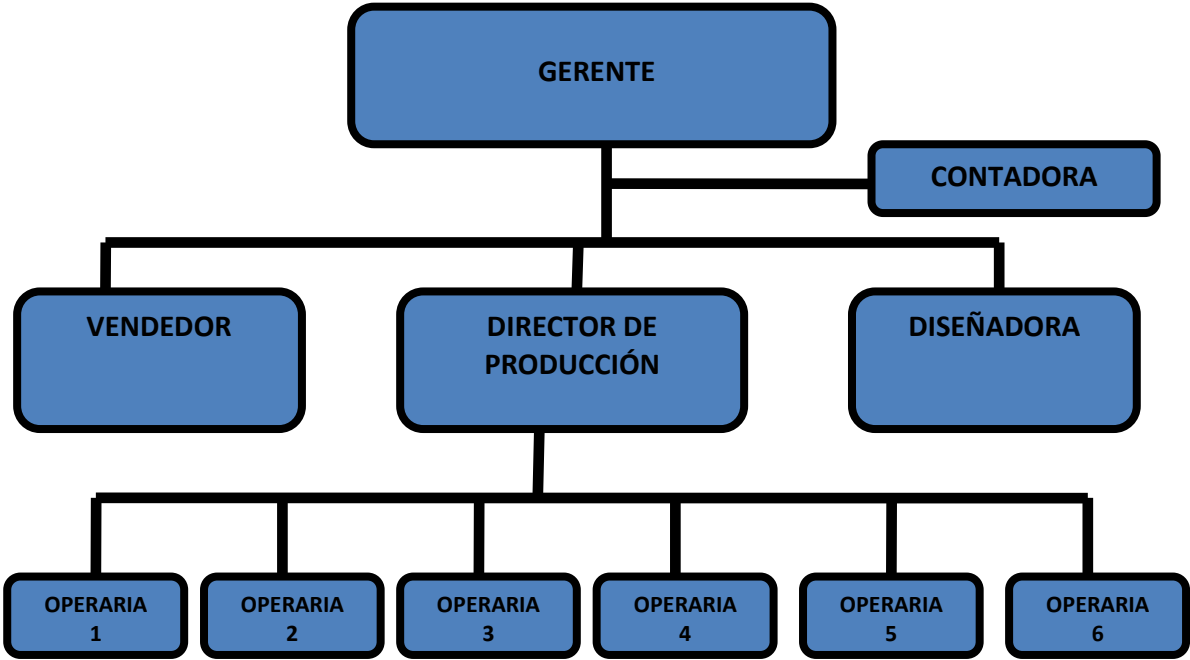 GERENTE
CONTADORA
VENDEDOR
DIRECTOR DE
PRODUCCIÓN
DISEÑADORA
OPERARIA
1
OPERARIA
2
OPERARIA
3
OPERARIA
4
OPERARIA
5
OPERARIA
6